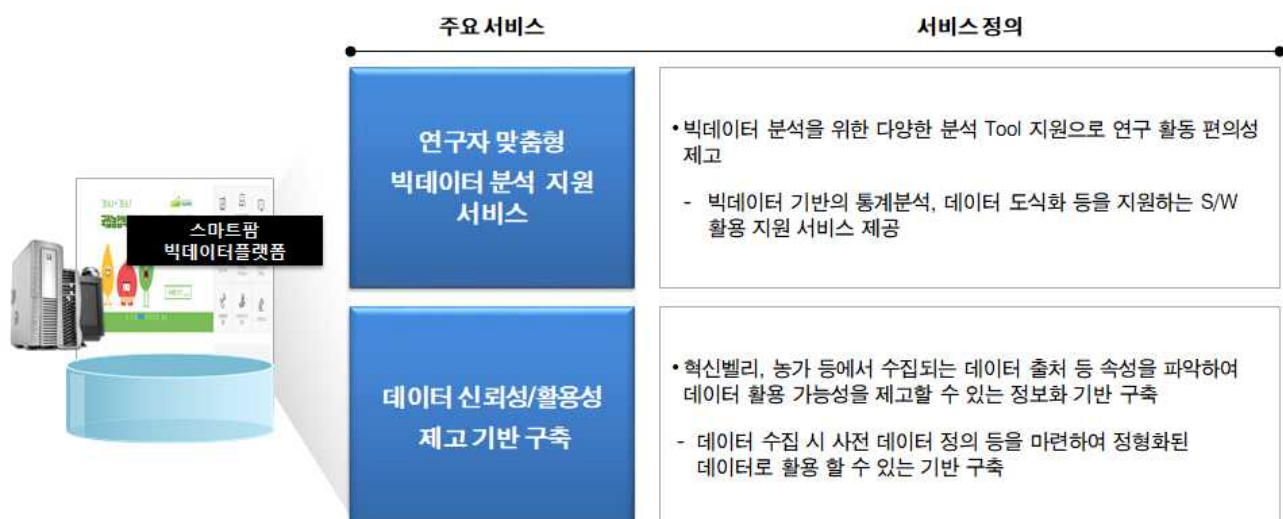 주요 서비스
서비스 정의
스마트팜
빅데이터플랫폼
연구자 맞춤형
빅데이터 분석 지원
서비스
•빅데이터 분석을 위한 다양한 분석 Tool 지원으로 연구 활동 편의성
제고
- 빅데이터 기반의 통계분석, 데이터 도식화 등을 지원하는 S/W
활용 지원 서비스 제공
데이터 신뢰성/활용성
제고 기반 구축
•혁신벨리, 농가 등에서 수집되는 데이터 출처 등 속성을 파악하여
데이터 활용 가능성을 제고할 수 있는 정보화 기반 구축
- 데이터 수집 시 사전 데이터 정의 등을 마련하여 정형화된
데이터로 활용 할 수 있는 기반 구축